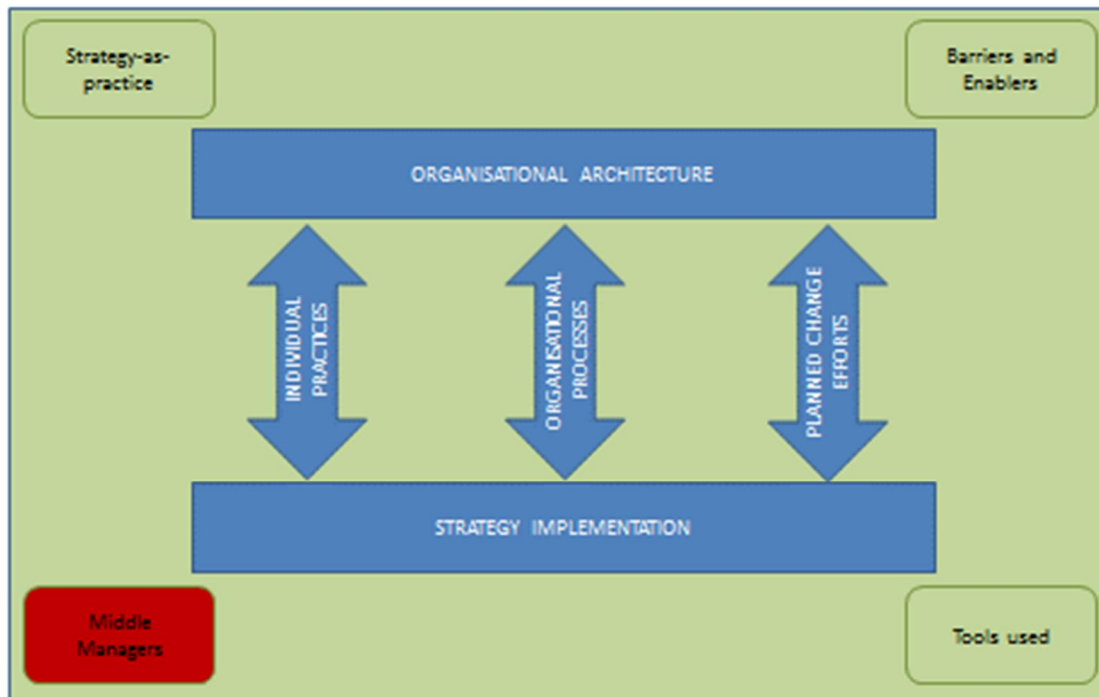 Strategy-as-
practice
Barriers and
Enablers
ORGANISATIONAL ARCHITECTURE
INDIVIDUAL
PRACTICES
ORGANISATIONAL
PROCESSES
PLANNED CHANGE
EFFORTS
STRATEGY IMPLEMENTATION
Middle
Managers
Tools used